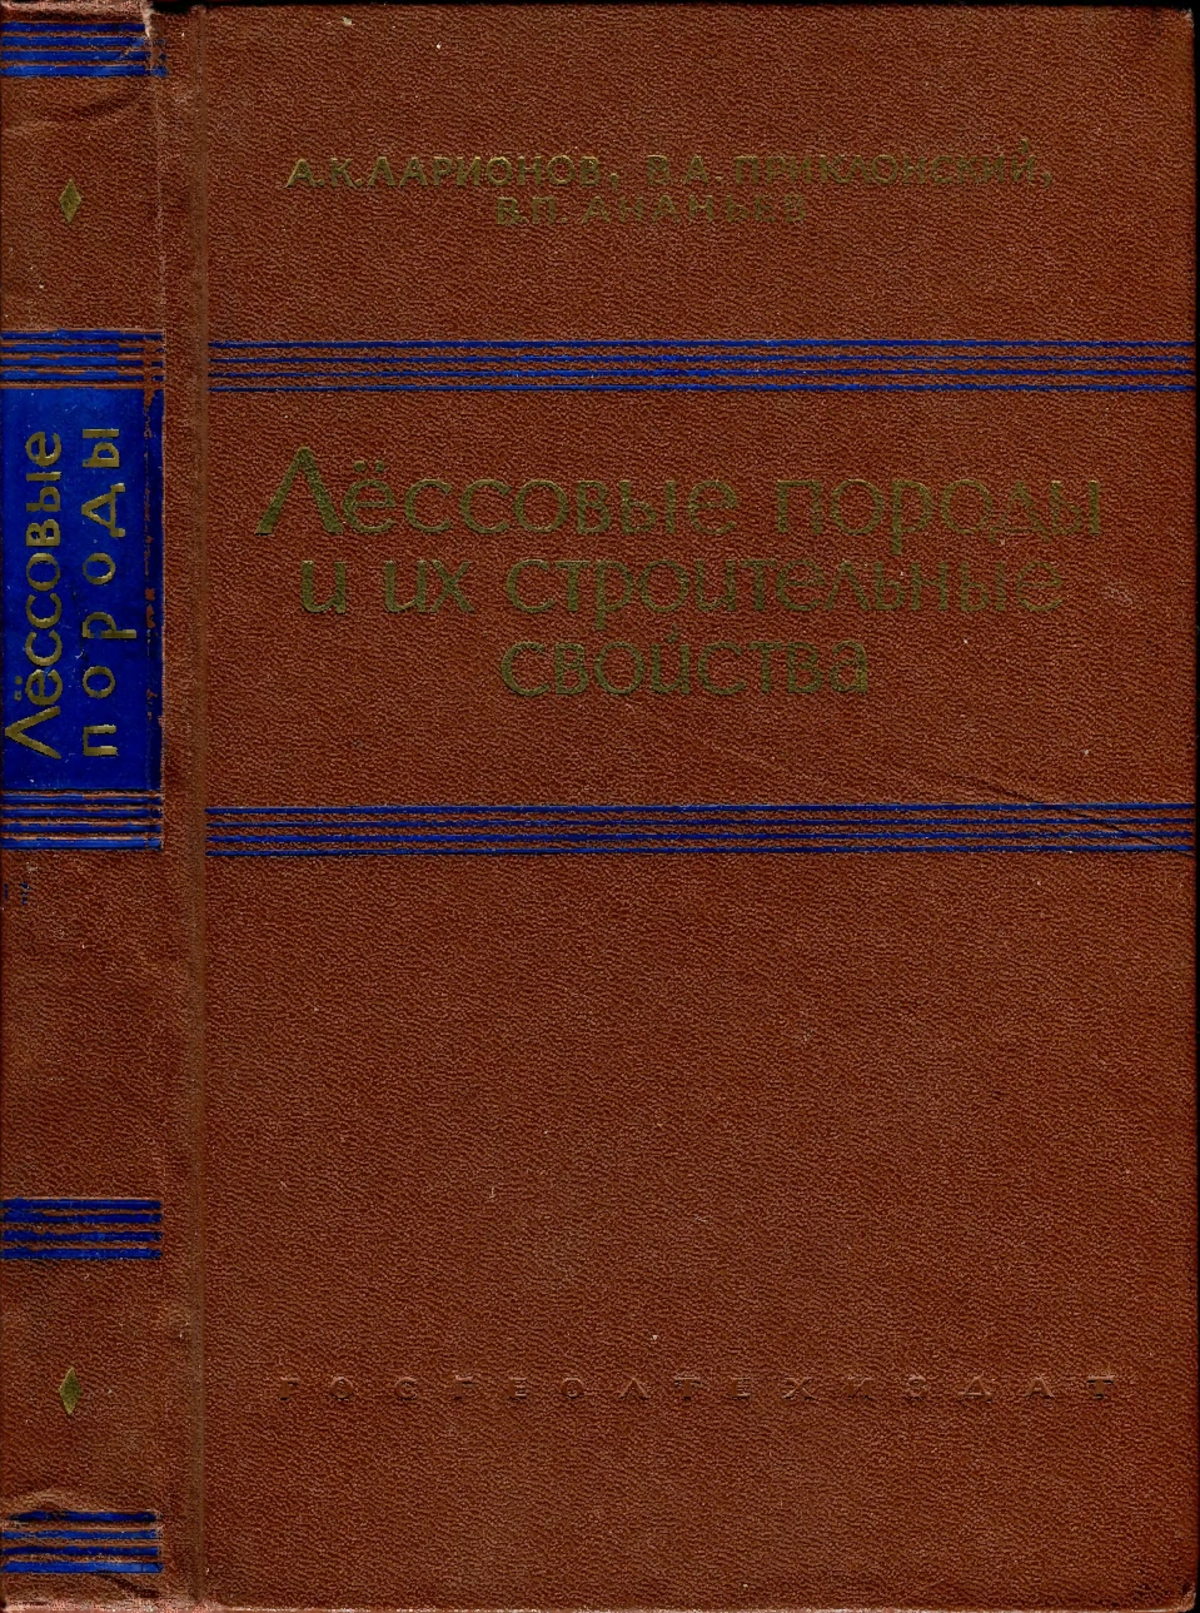 А.К.ЛАРИОНОВ, В.А.ПРИКЛОНСКИЙ,
В.П.АНАНЬЕВ
Лёссовые породы
и их строительные
свойства
ГОСГЕОЛТЕХИЗДАТ
Лёссовые
породы